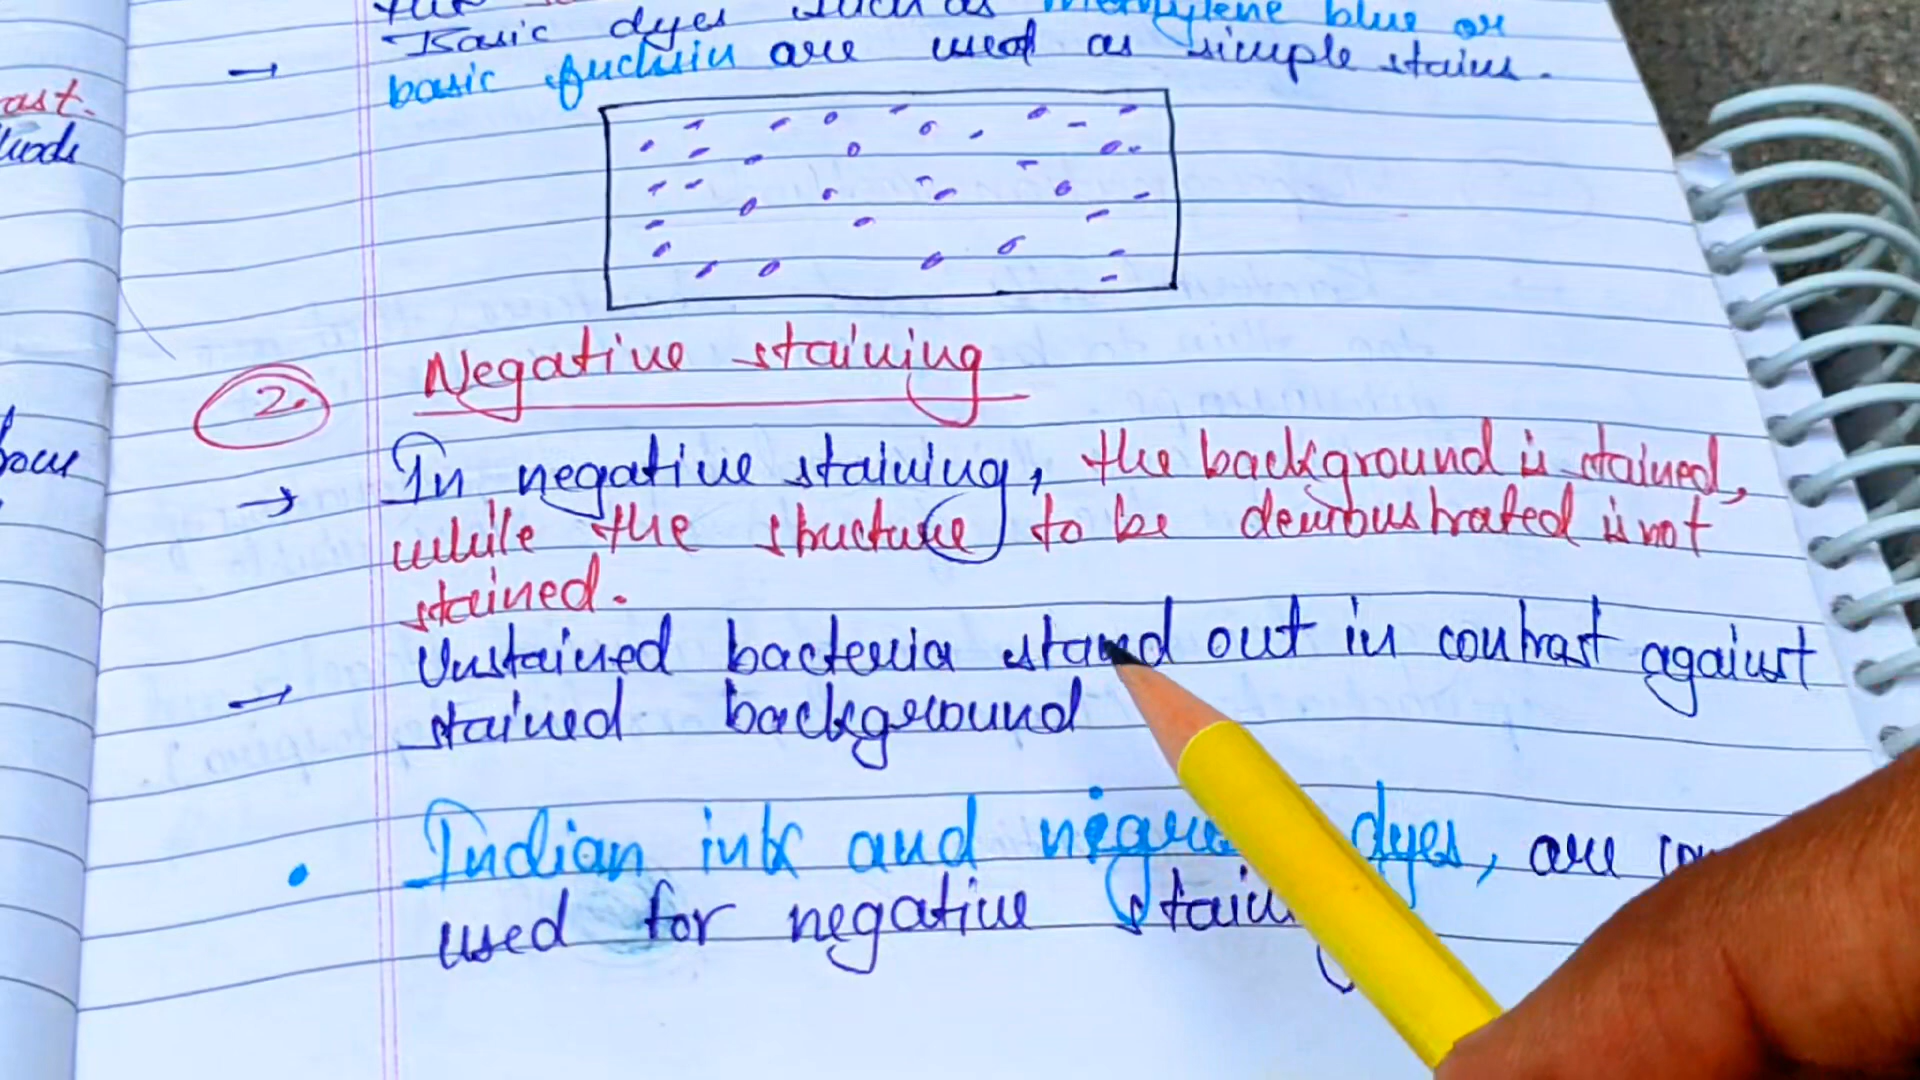 Basic dyes such as methylene blue or
basic fuchsin are used as simple stains.
ast.
2. Negative staining
In negative staining, the background is stained,
while the structure to be demonstrated is not
stained.
Unstained bacteria stand out in contrast against
stained background
Indian ink and dyes, are
used for negative